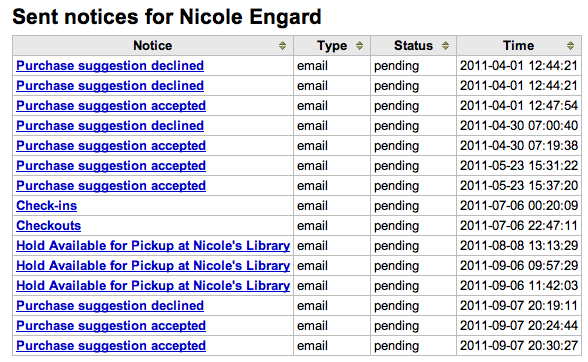 Sent notices for Nicole Engard
Notice Type Status Time
Purchase suggestion declined email pending 2011-04-01 12:44:21
Purchase suggestion declined email pending 2011-04-01 12:44:21
Purchase suggestion accepted email pending 2011-04-01 12:47:54
Purchase suggestion declined email pending 2011-04-30 07:00:40
Purchase suggestion accepted email pending 2011-04-30 07:19:38
Purchase suggestion accepted email pending 2011-05-23 15:31:22
Purchase suggestion accepted email pending 2011-05-23 15:37:20
Check-ins email pending 2011-07-06 00:20:09
Checkouts email pending 2011-07-06 22:47:11
Hold Available for Pickup at Nicole's Library email pending 2011-08-08 13:13:29
Hold Available for Pickup at Nicole's Library email pending 2011-09-06 09:57:29
Hold Available for Pickup at Nicole's Library email pending 2011-09-06 11:42:03
Purchase suggestion declined email pending 2011-09-07 20:19:11
Purchase suggestion accepted email pending 2011-09-07 20:24:44
Purchase suggestion accepted email pending 2011-09-07 20:30:27